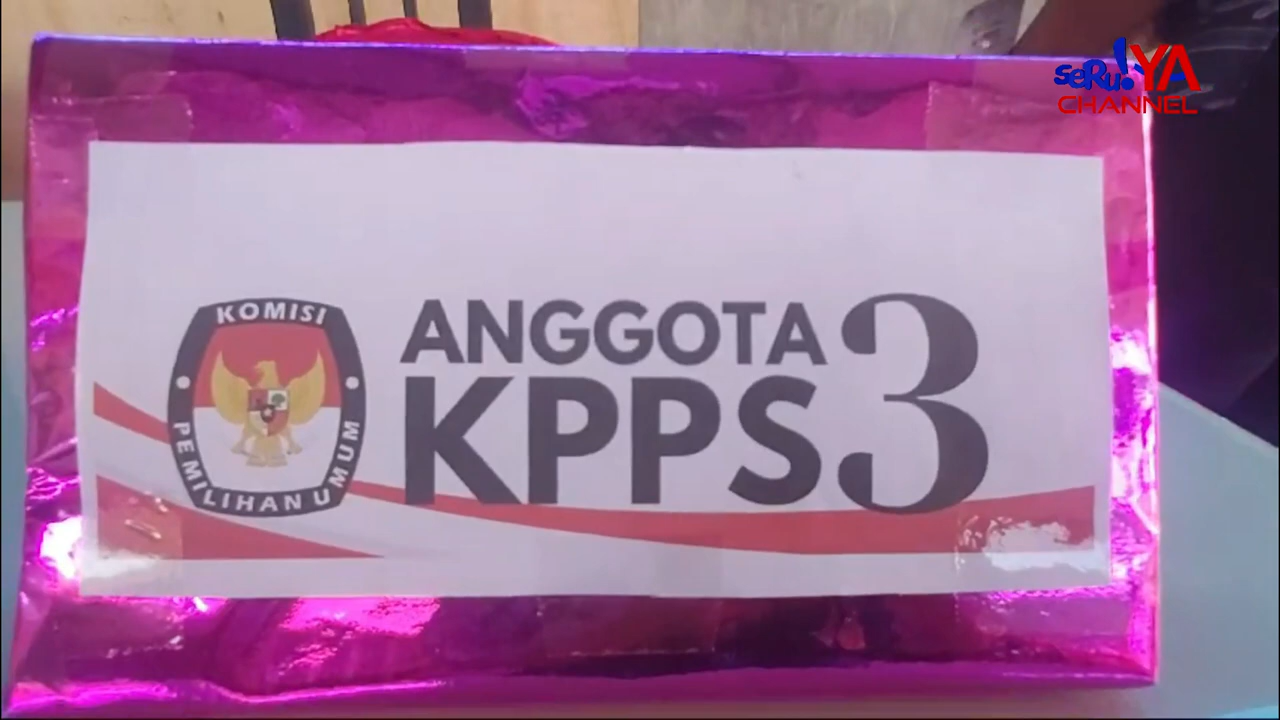 seRu!YA
CHANNEL
KOMISI
PEMILIHAN UMUM
ANGGOTA
KPPS 3